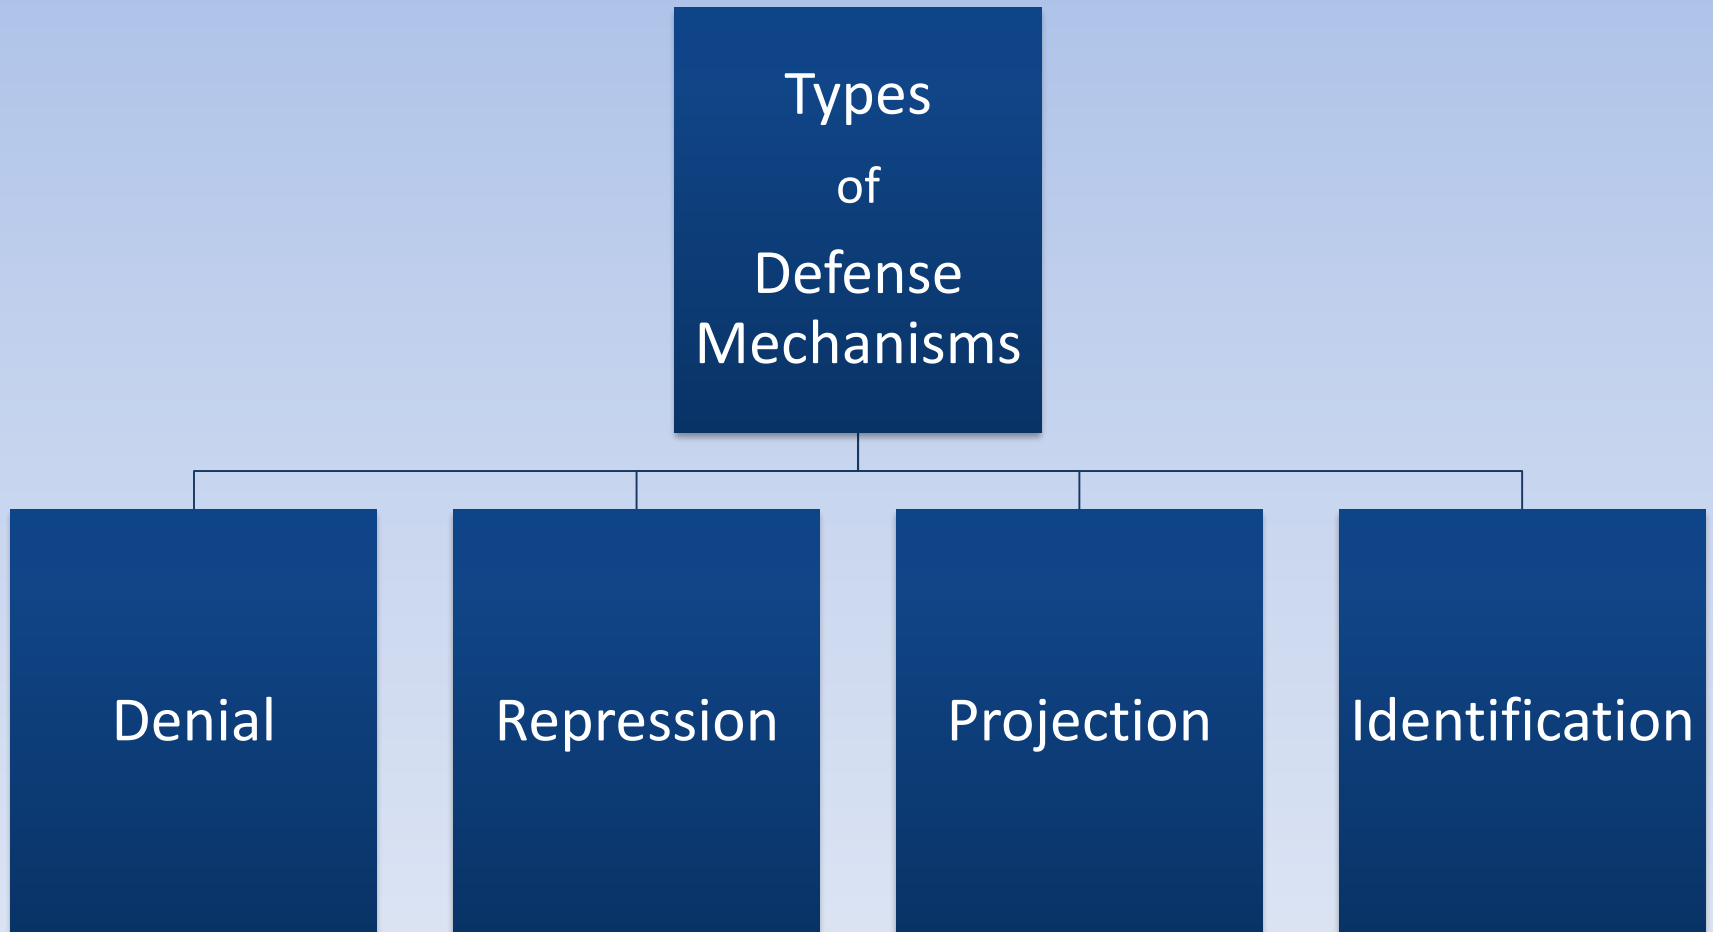 Types
of
Defense
Mechanisms
Denial
Repression
Projection
Identification